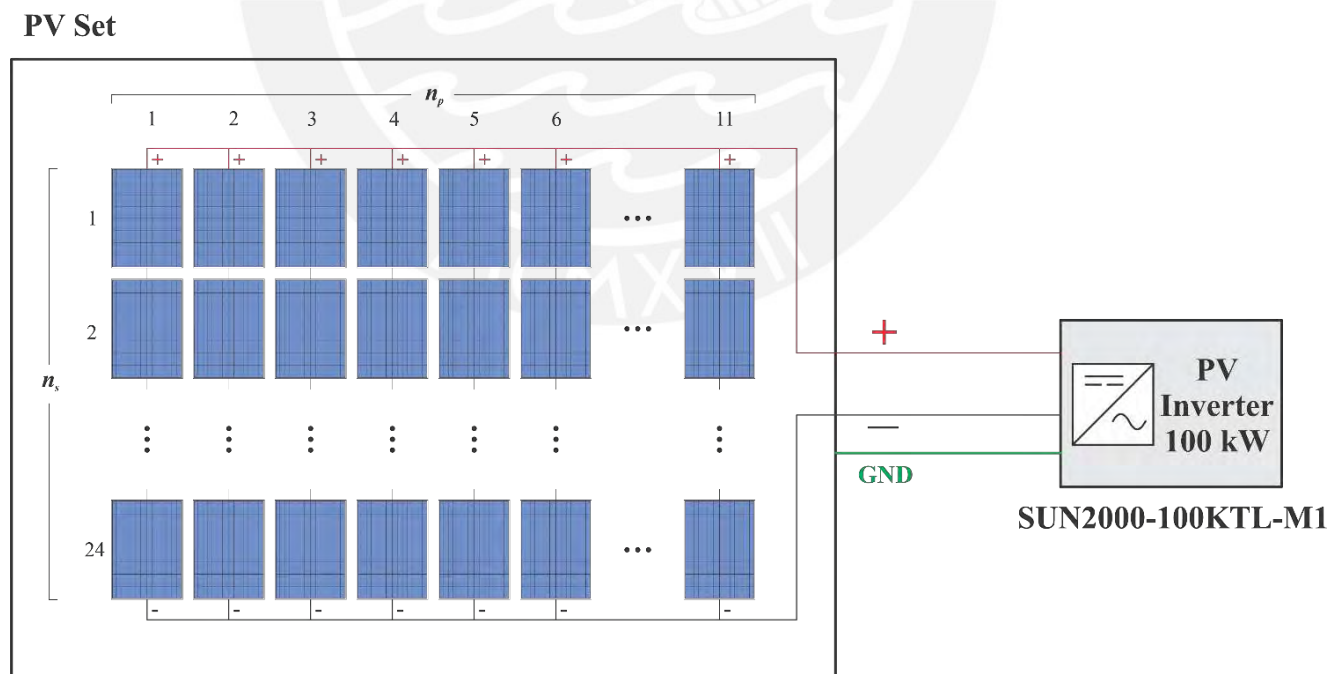 PV Set
n_p
1 2 3 4 5 6 ... 11
+ + + + + + +
1 ...
2 ...
n_s
24 ...
- - - - - - -
+
—
GND
PV
Inverter
100 kW
SUN2000-100KTL-M1
MXVII